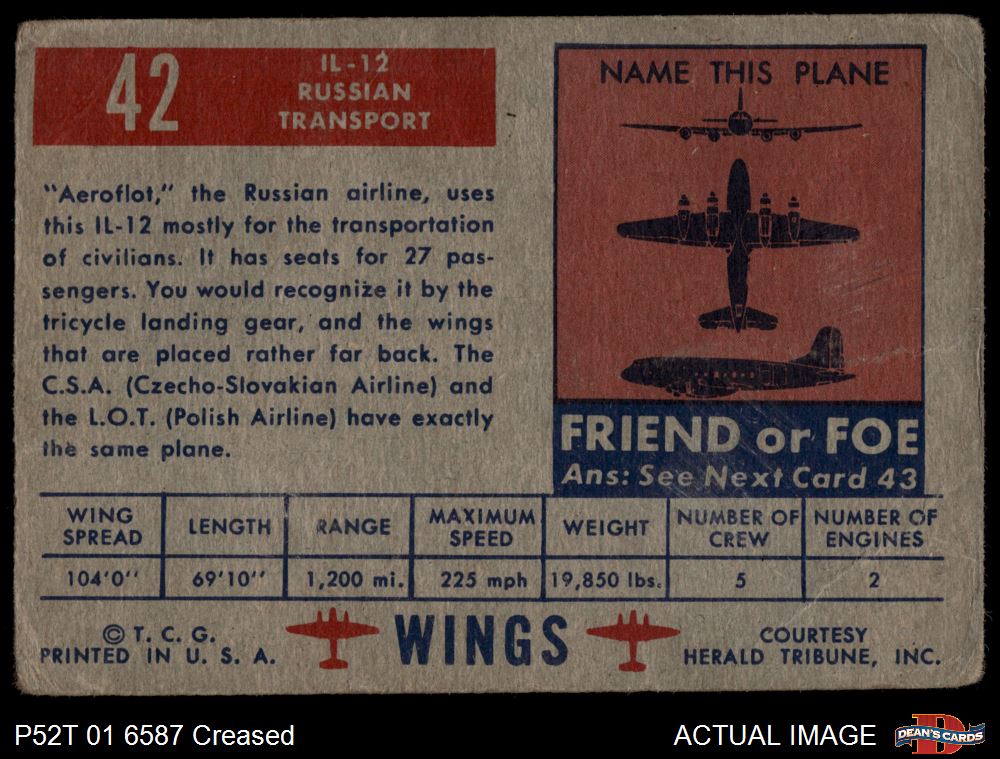 42
IL-12
RUSSIAN
TRANSPORT
"Aeroflot," the Russian airline, uses
this IL-12 mostly for the transportation
of civilians. It has seats for 27 pas-
sengers. You would recognize it by the
tricycle landing gear, and the wings
that are placed rather far back. The
C.S.A. (Czecho-Slovakian Airline) and
the L.O.T. (Polish Airline) have exactly
the same plane.
NAME THIS PLANE
FRIEND or FOE
Ans: See Next Card 43
WING SPREAD LENGTH RANGE MAXIMUM SPEED WEIGHT NUMBER OF CREW NUMBER OF ENGINES
104'0'' 69'10'' 1,200 mi. 225 mph 19,850 lbs. 5 2
© T. C. G.
PRINTED IN U. S. A.
WINGS
COURTESY
HERALD TRIBUNE, INC.
P52T 01 6587 Creased
ACTUAL IMAGE
D
DEAN'S CARDS